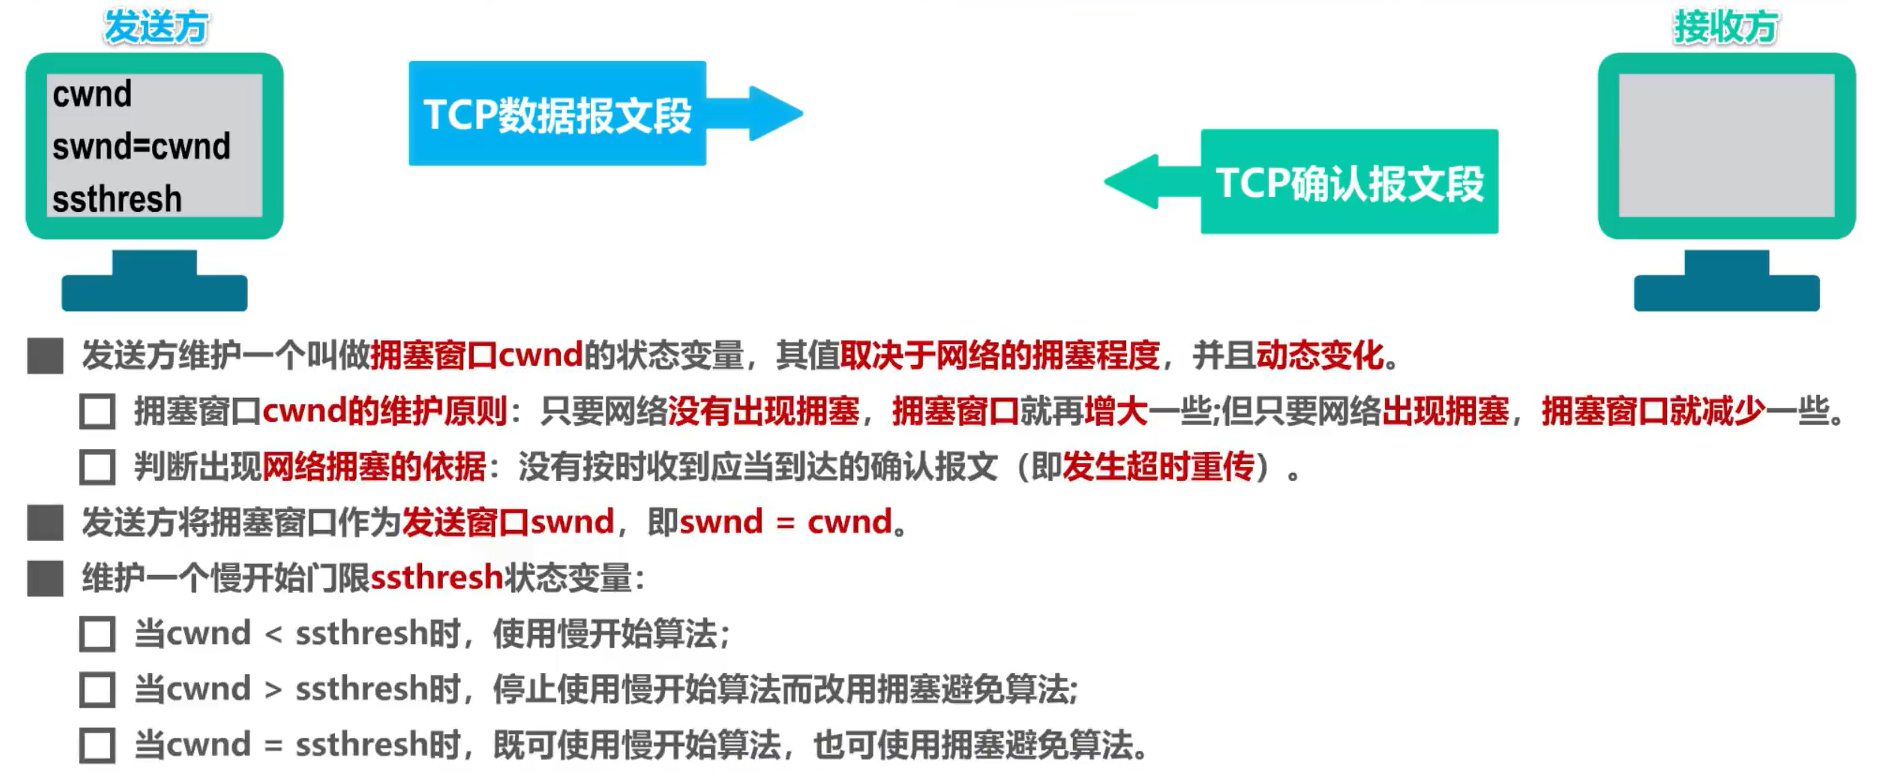 发送方
接收方
cwnd
swnd=cwnd
ssthresh
TCP数据报文段
TCP确认报文段
发送方维护一个叫做拥塞窗口cwnd的状态变量，其值取决于网络的拥塞程度，并且动态变化。
拥塞窗口cwnd的维护原则：只要网络没有出现拥塞，拥塞窗口就再增大一些;但只要网络出现拥塞，拥塞窗口就减少一些。
判断出现网络拥塞的依据：没有按时收到应当到达的确认报文（即发生超时重传）。
发送方将拥塞窗口作为发送窗口swnd，即swnd = cwnd。
维护一个慢开始门限ssthresh状态变量：
当cwnd < ssthresh时，使用慢开始算法；
当cwnd > ssthresh时，停止使用慢开始算法而改用拥塞避免算法;
当cwnd = ssthresh时，既可使用慢开始算法，也可使用拥塞避免算法。